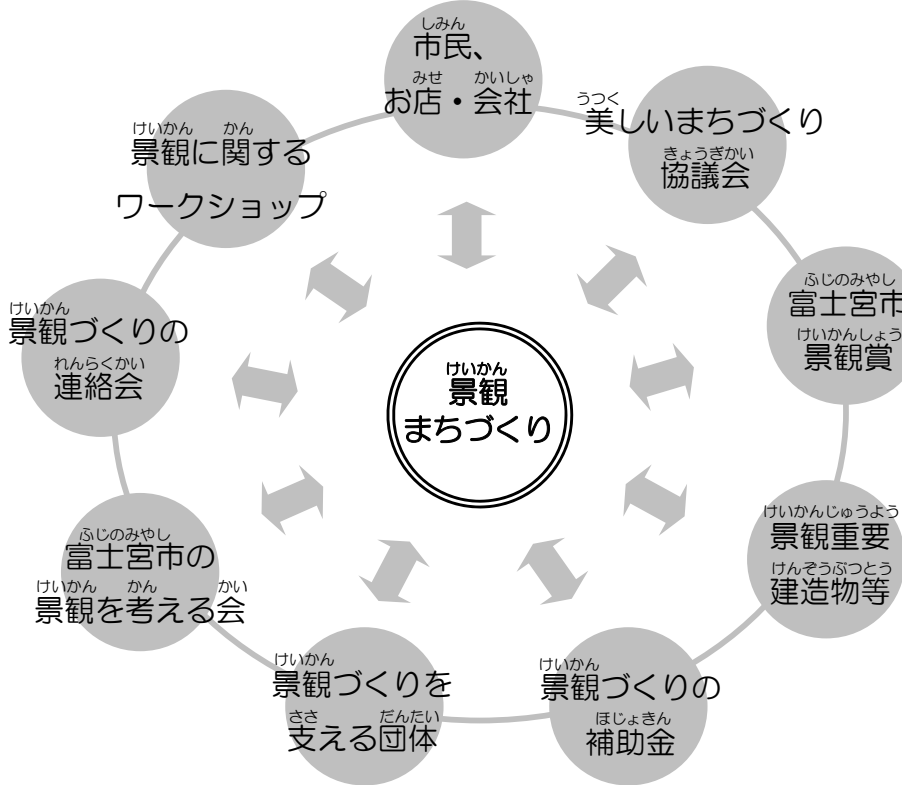 しみん
市民、
みせ かいしゃ
お店・会社
うつく
美しいまちづくり
きょうぎかい
協議会
ふじのみやし
富士宮市
けいかんしょう
景観賞
けいかんじゅうよう
景観重要
けんぞうぶつとう
建造物等
けいかん
景観づくりの
ほじょきん
補助金
けいかん
景観づくりを
ささ だんたい
支える団体
ふじのみやし
富士宮市の
けいかん かん かい
景観を考える会
けいかん
景観づくりの
れんらくかい
連絡会
けいかん かん
景観に関する
ワークショップ
けいかん
景観
まちづくり